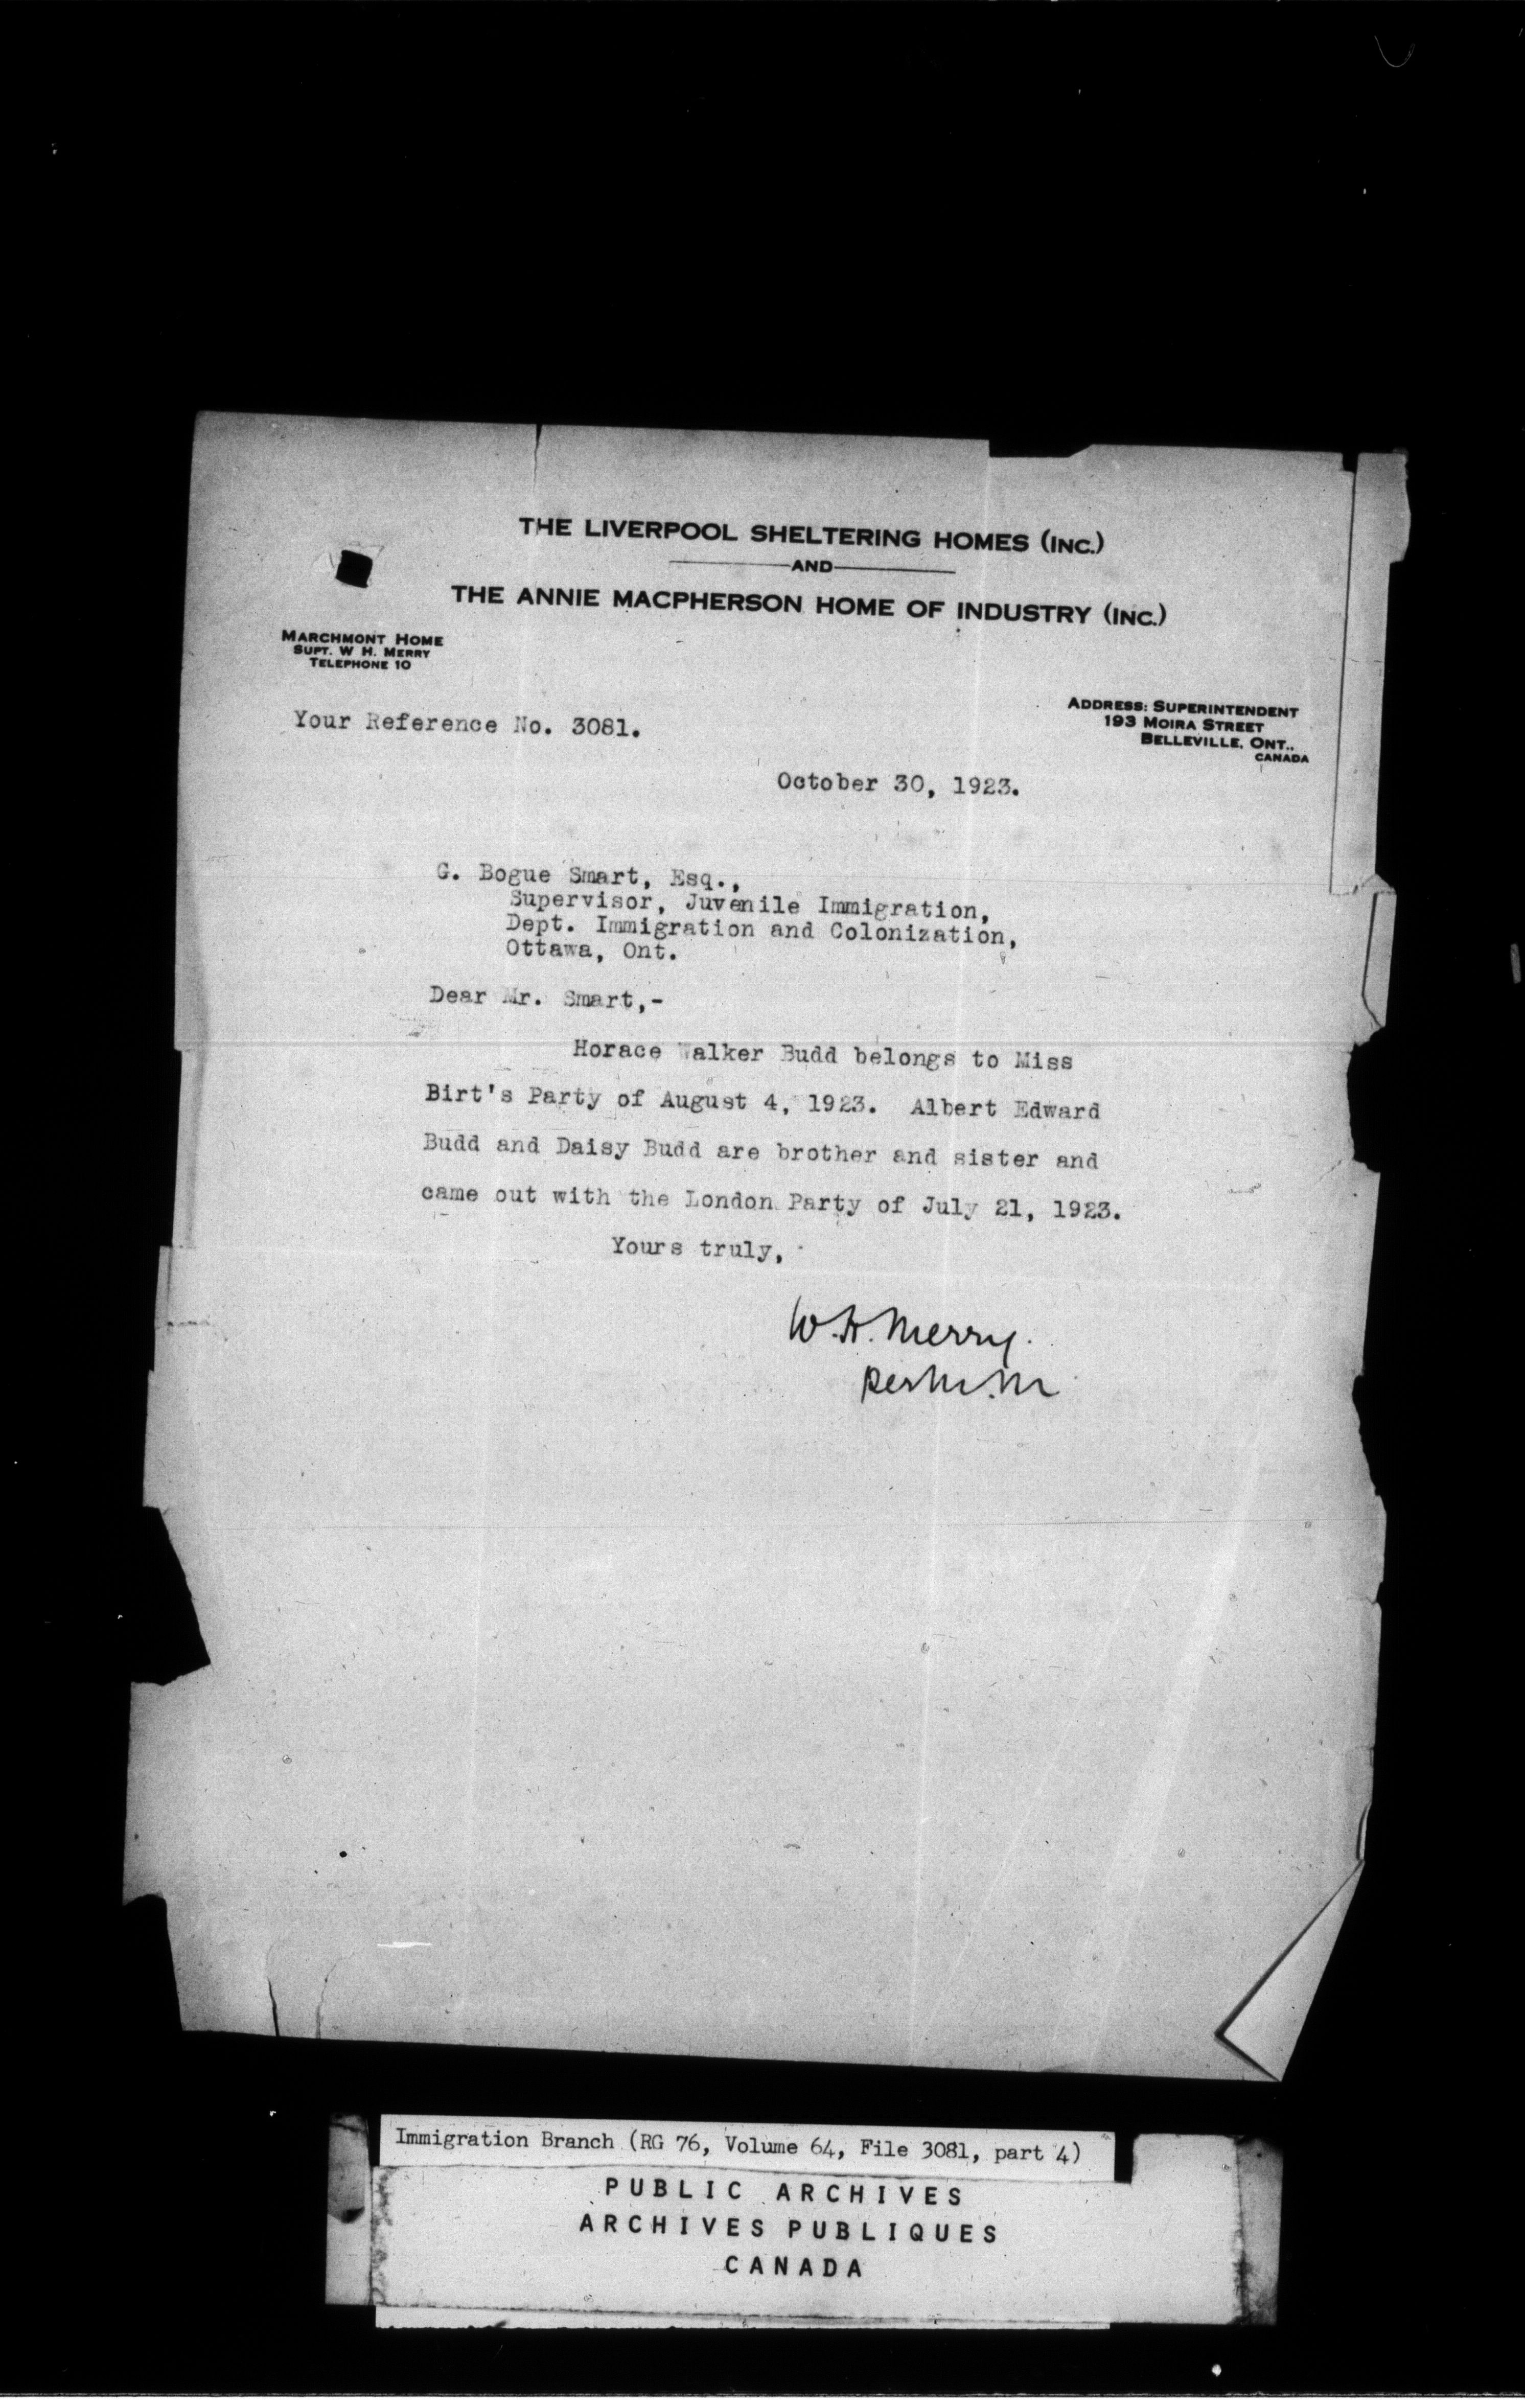 THE LIVERPOOL SHELTERING HOMES (INC.)
AND
THE ANNIE MACPHERSON HOME OF INDUSTRY (INC.)
MARCHMONT HOME
SUPT. W H. MERRY
TELEPHONE 10
ADDRESS: SUPERINTENDENT
193 MOIRA STREET
BELLEVILLE, ONT.,
CANADA
Your Reference No. 3081.
October 30, 1923.
G. Bogue Smart, Esq.,
Supervisor, Juvenile Immigration,
Dept. Immigration and Colonization,
Ottawa, Ont.
Dear Mr. Smart,-
Horace Walker Budd belongs to Miss
Birt's Party of August 4, 1923. Albert Edward
Budd and Daisy Budd are brother and sister and
came out with the London Party of July 21, 1923.
Yours truly,
W. H. Merry.
Immigration Branch (RG 76, Volume 64, File 3081, part 4)
PUBLIC ARCHIVES
ARCHIVES PUBLIQUES
CANADA